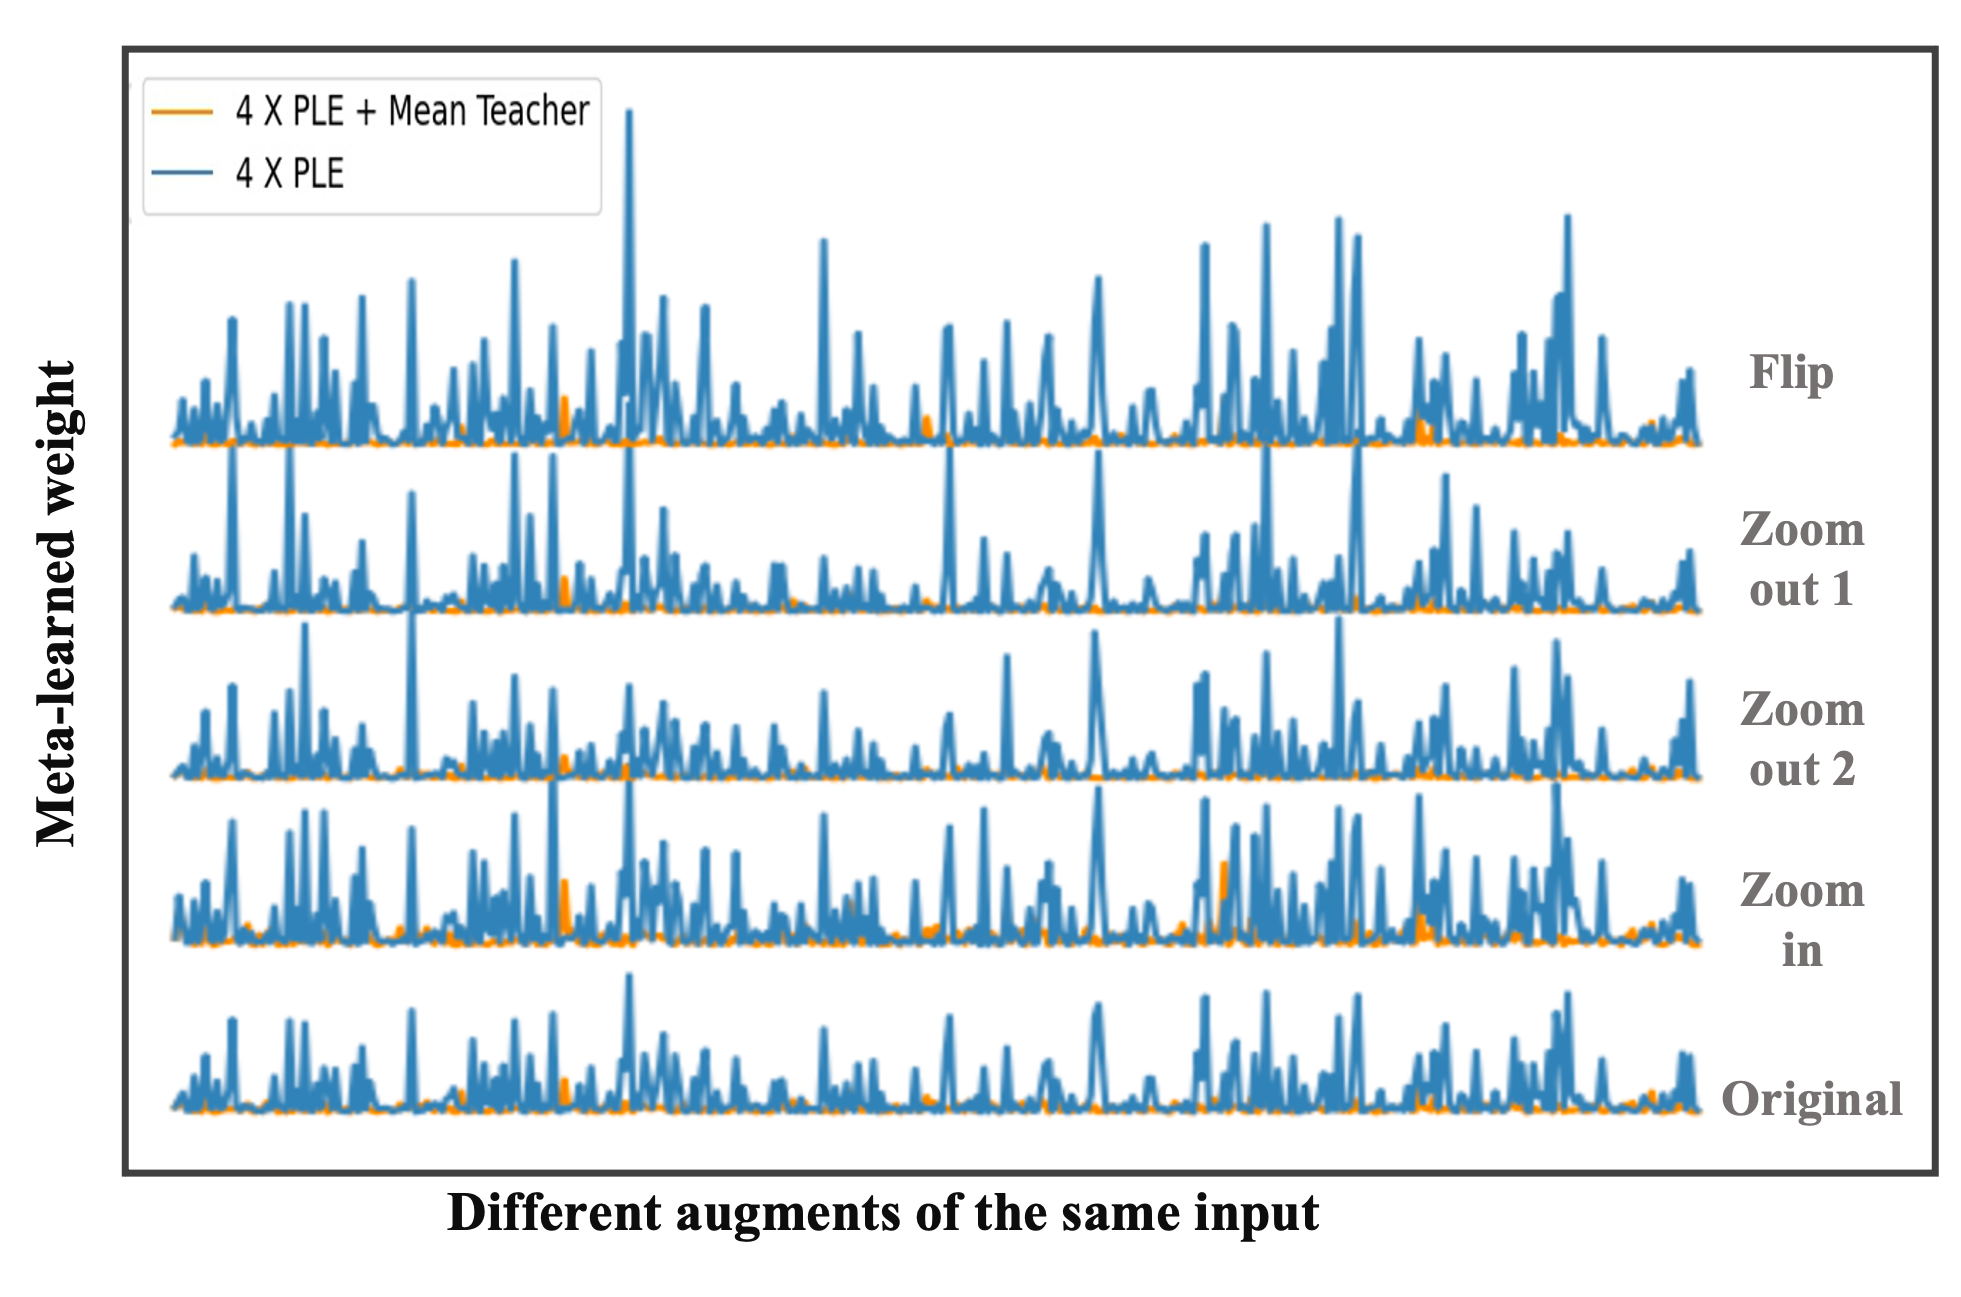 4 X PLE + Mean Teacher
4 X PLE
Meta-learned weight
Flip
Zoom
out 1
Zoom
out 2
Zoom
in
Original
Different augments of the same input